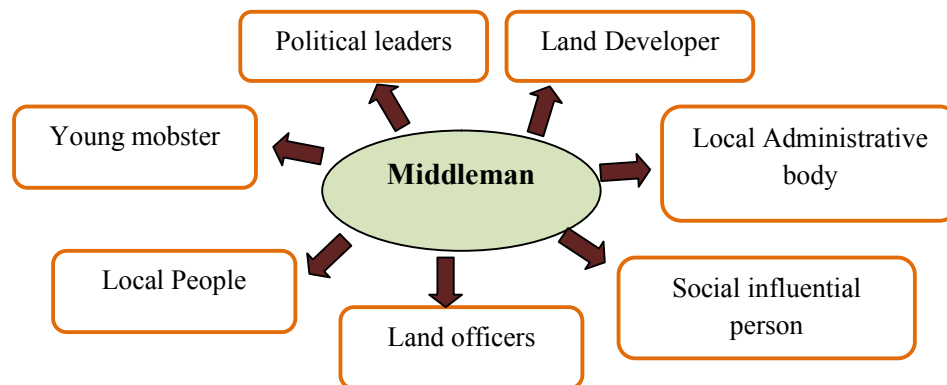 Political leaders
Land Developer
Young mobster
Local Administrative
body
Middleman
Local People
Social influential
person
Land officers